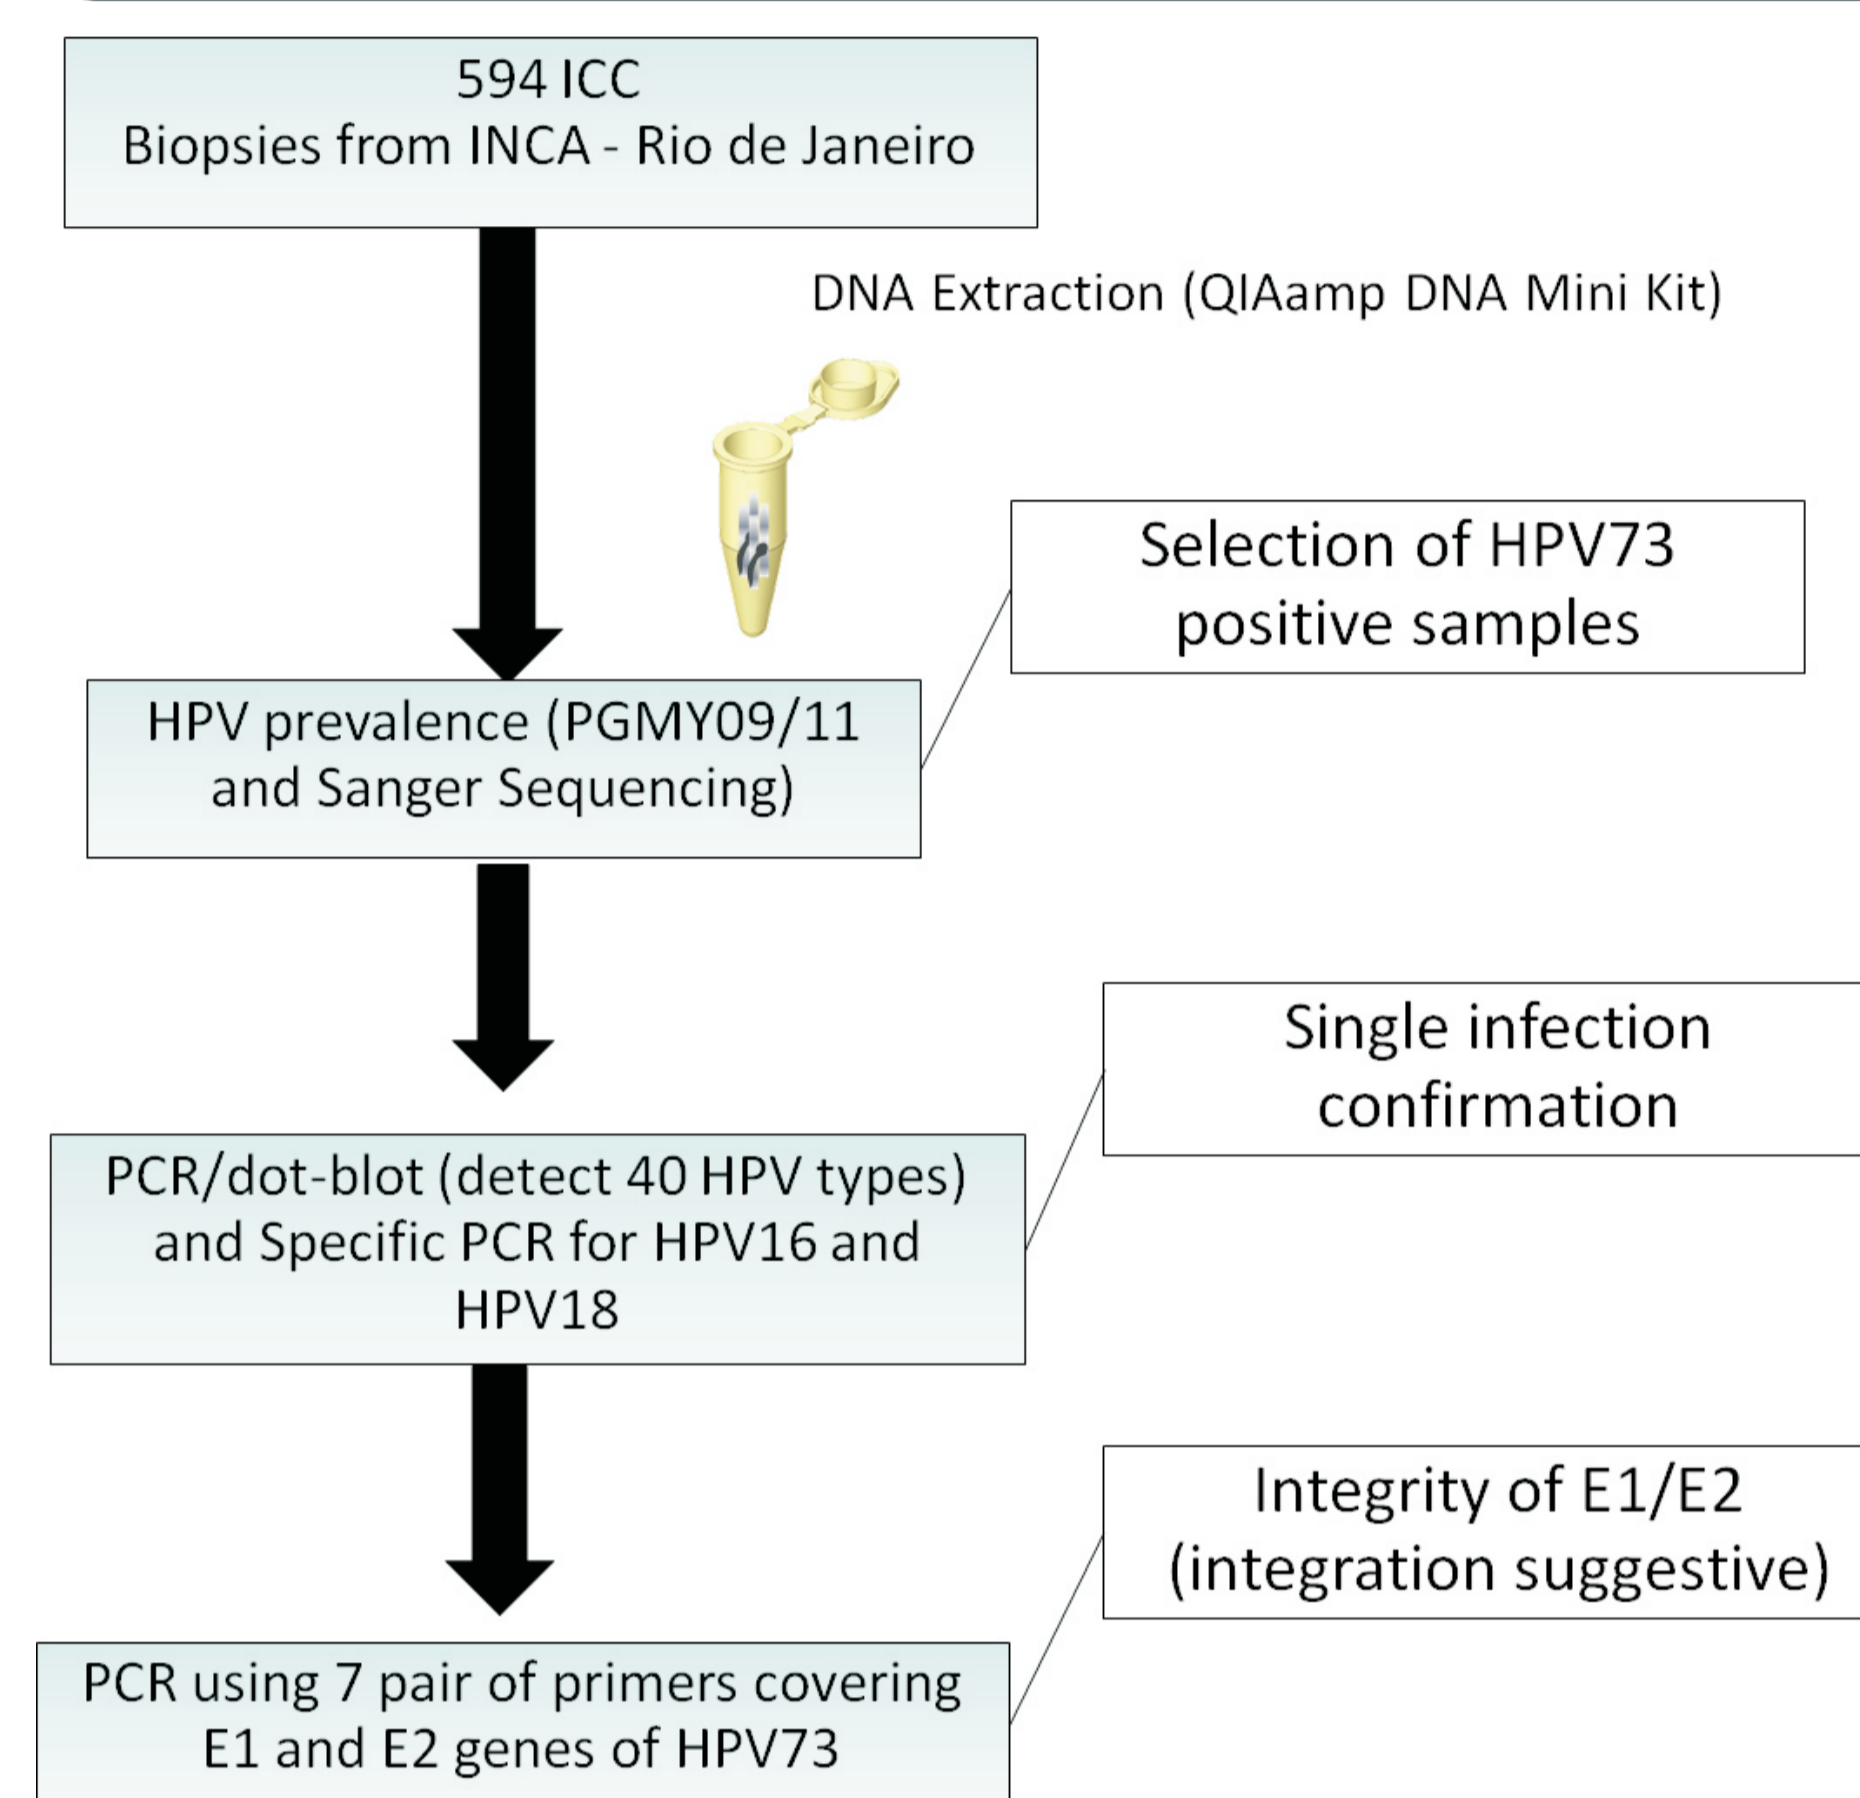 594 ICC
Biopsies from INCA - Rio de Janeiro
DNA Extraction (QIAamp DNA Mini Kit)
Selection of HPV73
positive samples
HPV prevalence (PGMY09/11
and Sanger Sequencing)
Single infection
confirmation
PCR/dot-blot (detect 40 HPV types)
and Specific PCR for HPV16 and
HPV18
Integrity of E1/E2
(integration suggestive)
PCR using 7 pair of primers covering
E1 and E2 genes of HPV73